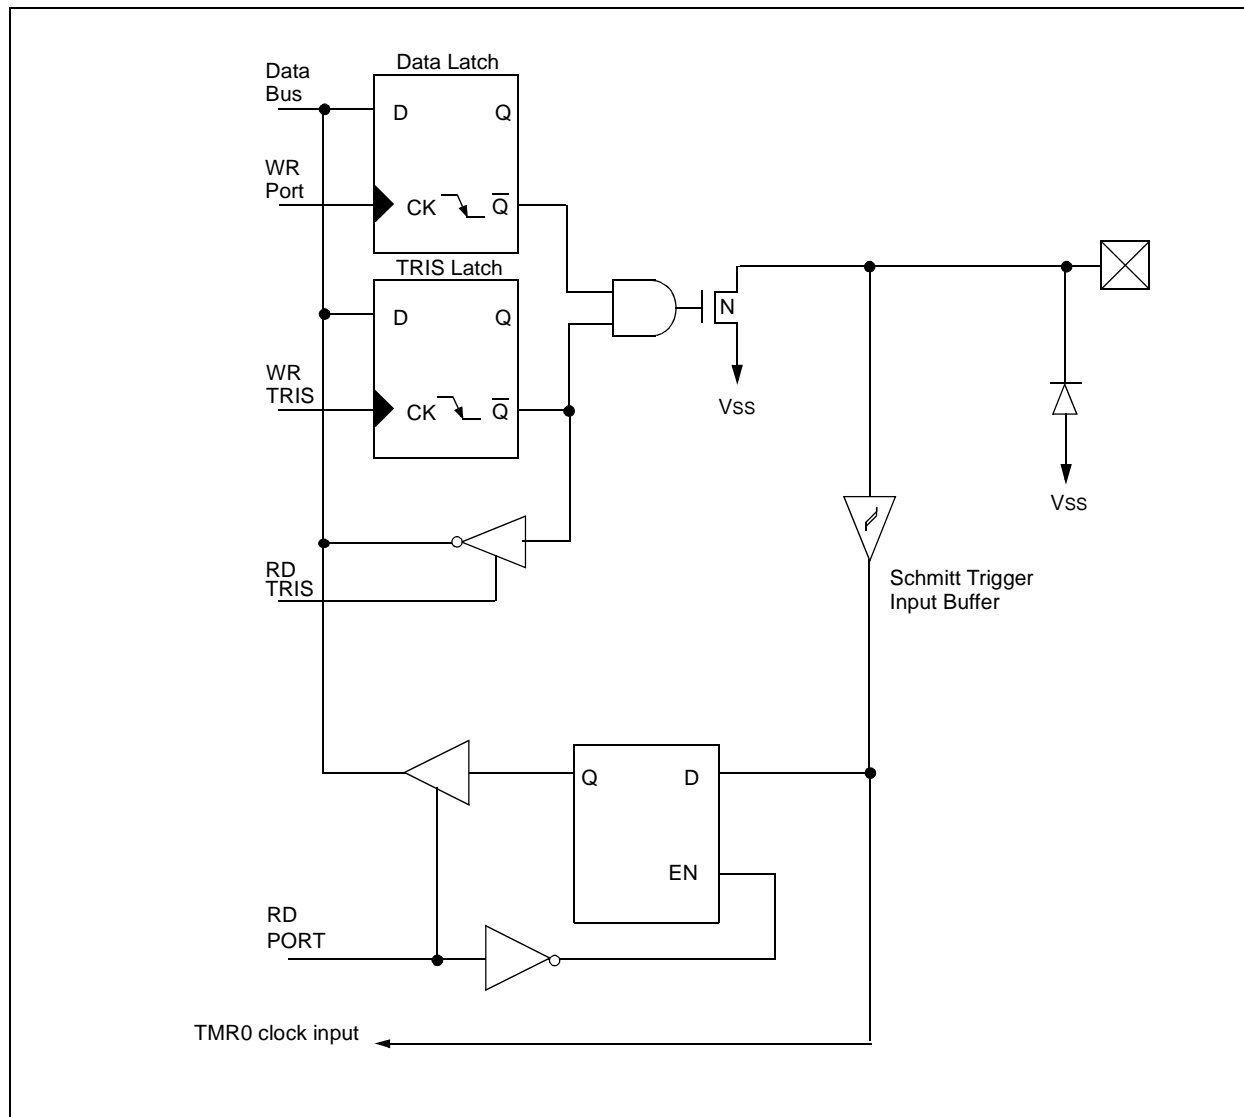 Data Latch
Data
Bus
D
Q
WR
Port
CK
Q̅
TRIS Latch
D
Q
N
WR
TRIS
CK
Q̅
VSS
VSS
RD
TRIS
Schmitt Trigger
Input Buffer
Q
D
EN
RD
PORT
TMR0 clock input